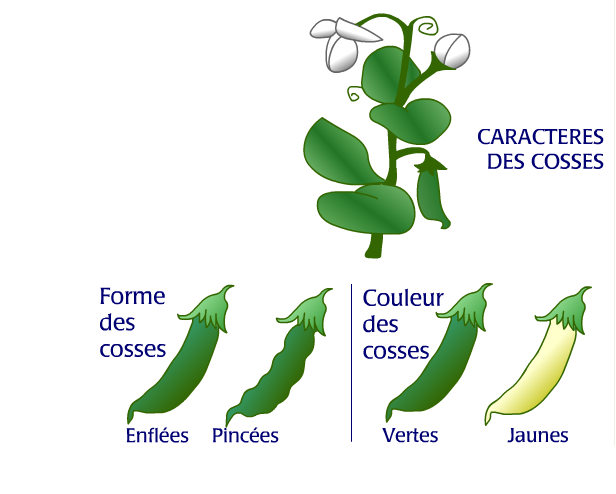 CARACTERES
DES COSSES
Forme
des
cosses
Enflées
Pincées
Couleur
des
cosses
Vertes
Jaunes